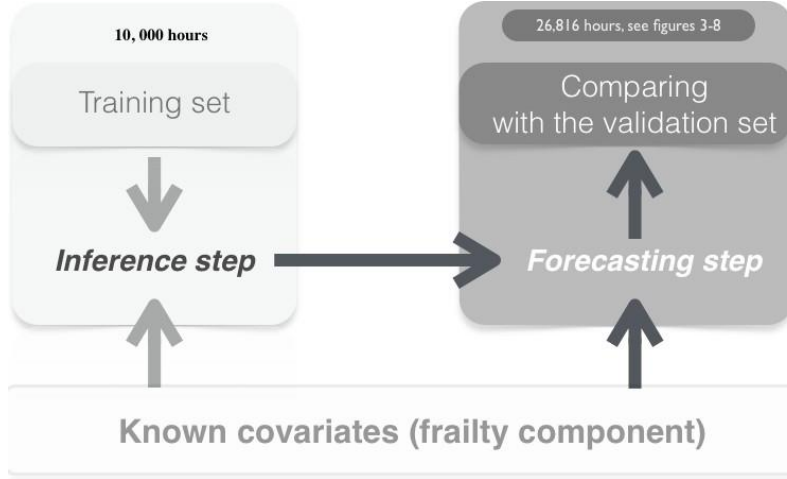 10, 000 hours
Training set
Inference step
26,816 hours, see figures 3-8
Comparing
with the validation set
Forecasting step
Known covariates (frailty component)